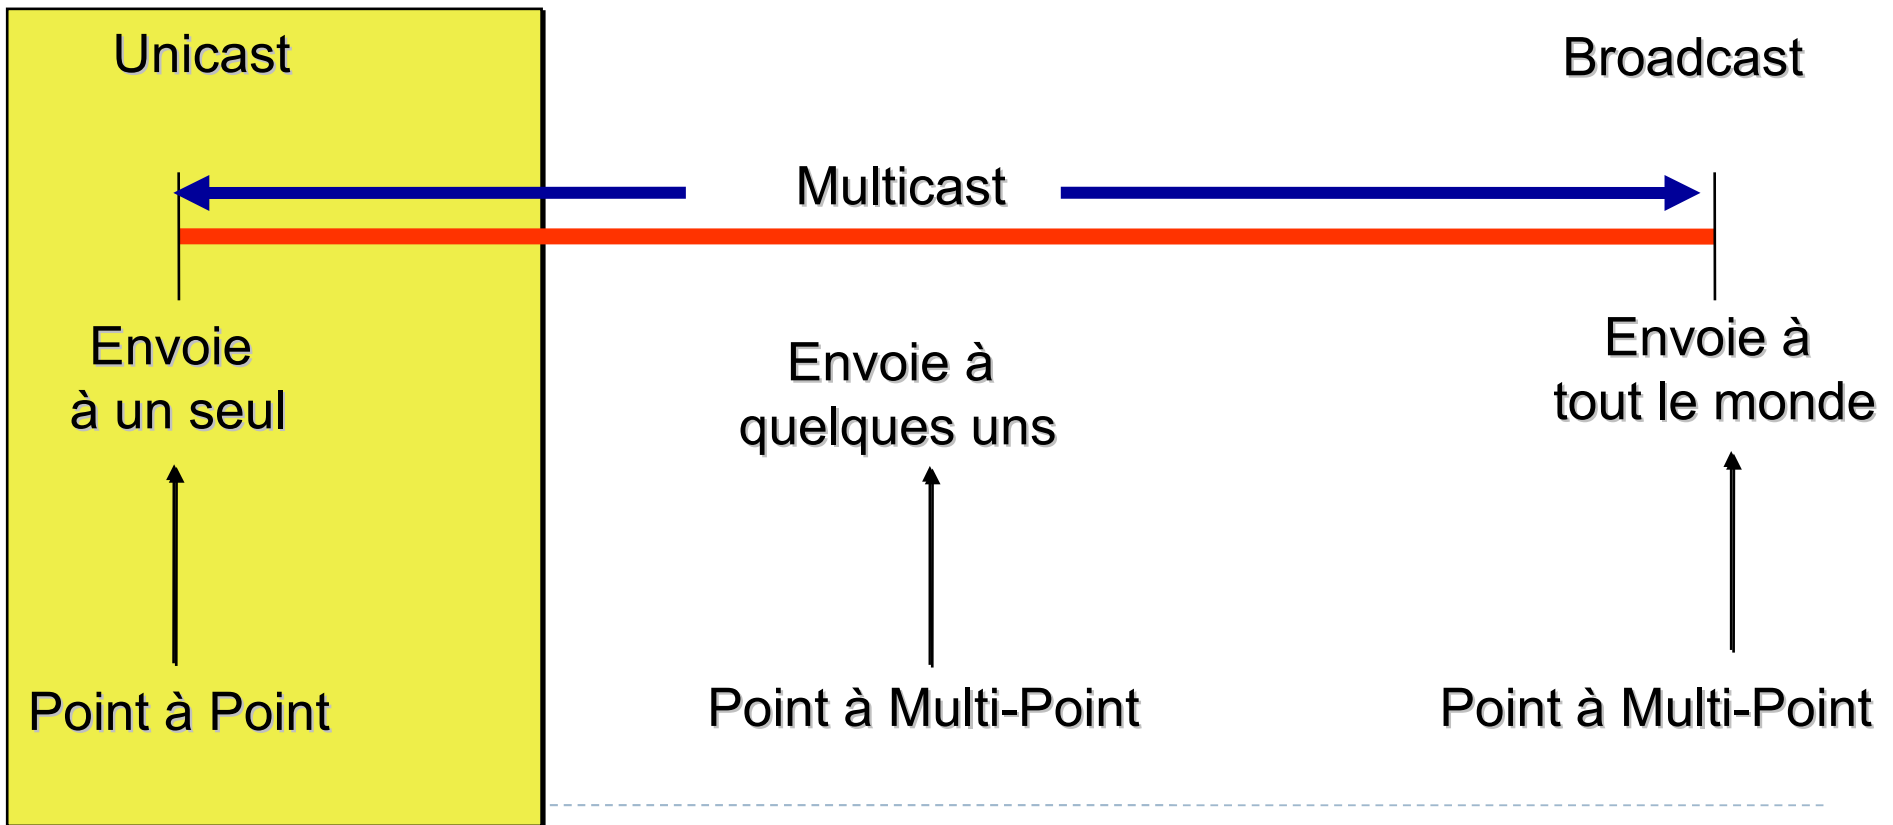 Unicast
Broadcast
Multicast
Envoie
à un seul
Envoie à
quelques uns
Envoie à
tout le monde
Point à Point
Point à Multi-Point
Point à Multi-Point